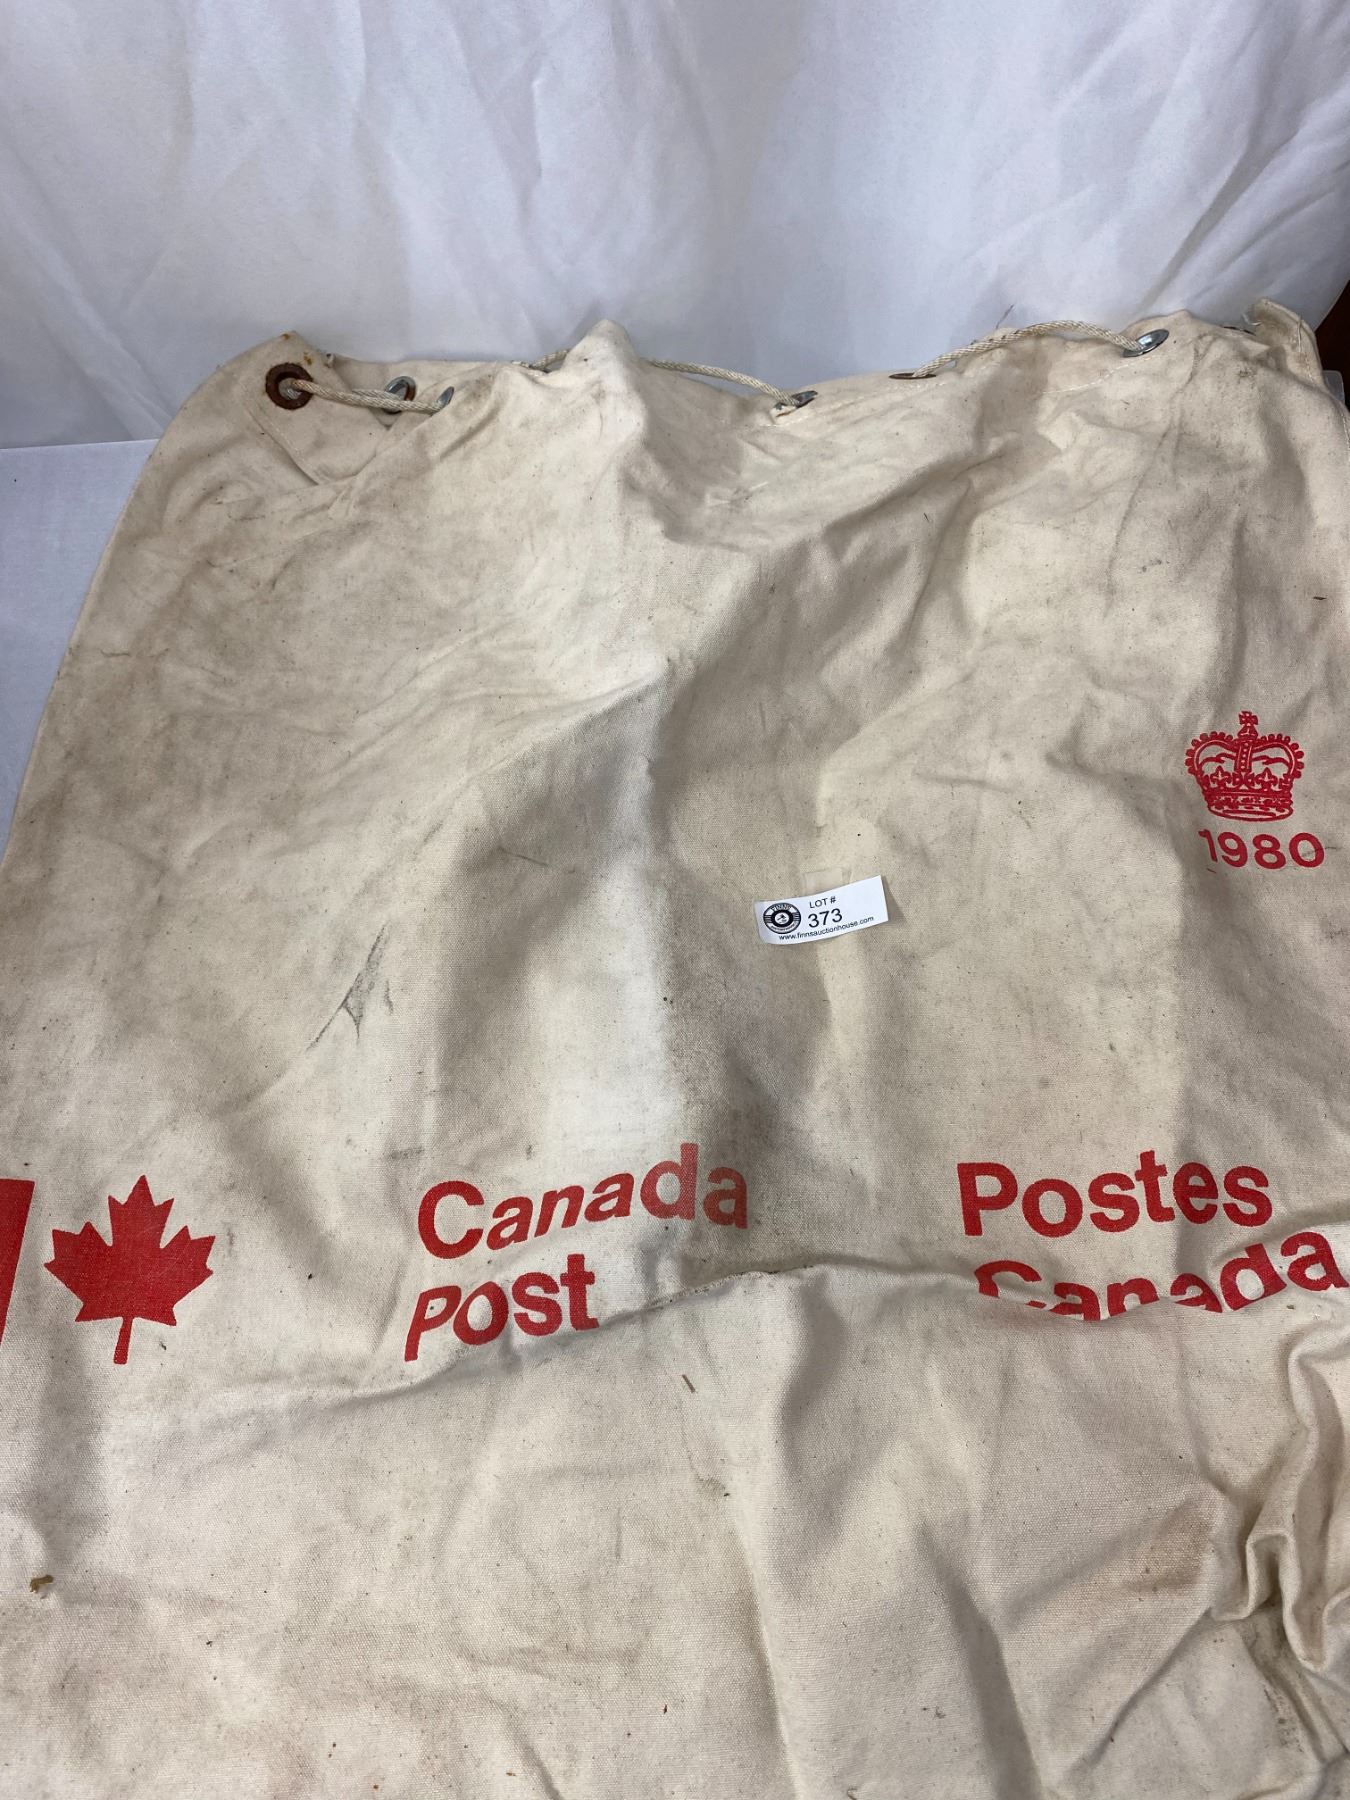 1980
LOT #
373
www.finnsauctionhouse.com
Canada
Post
Postes
Canada